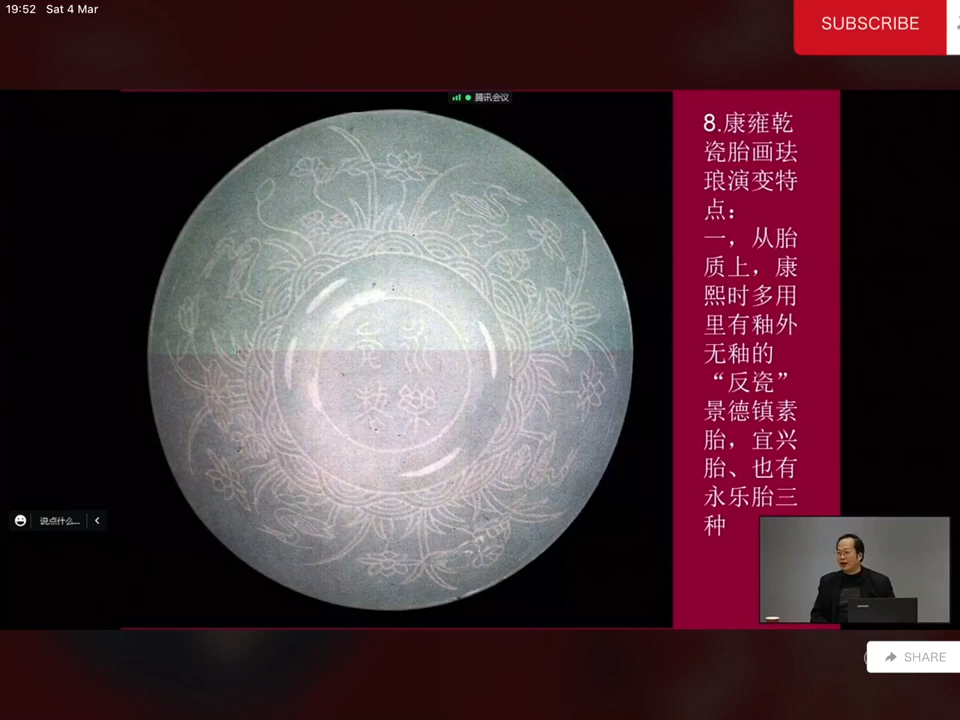 19:52 Sat 4 Mar
SUBSCRIBE
腾讯会议
8.康雍乾
瓷胎画珐
琅演变特
点：
一，从胎
质上，康
熙时多用
里有釉外
无釉的
“反瓷”
景德镇素
胎，宜兴
胎、也有
永乐胎三
种
说点什么...
SHARE